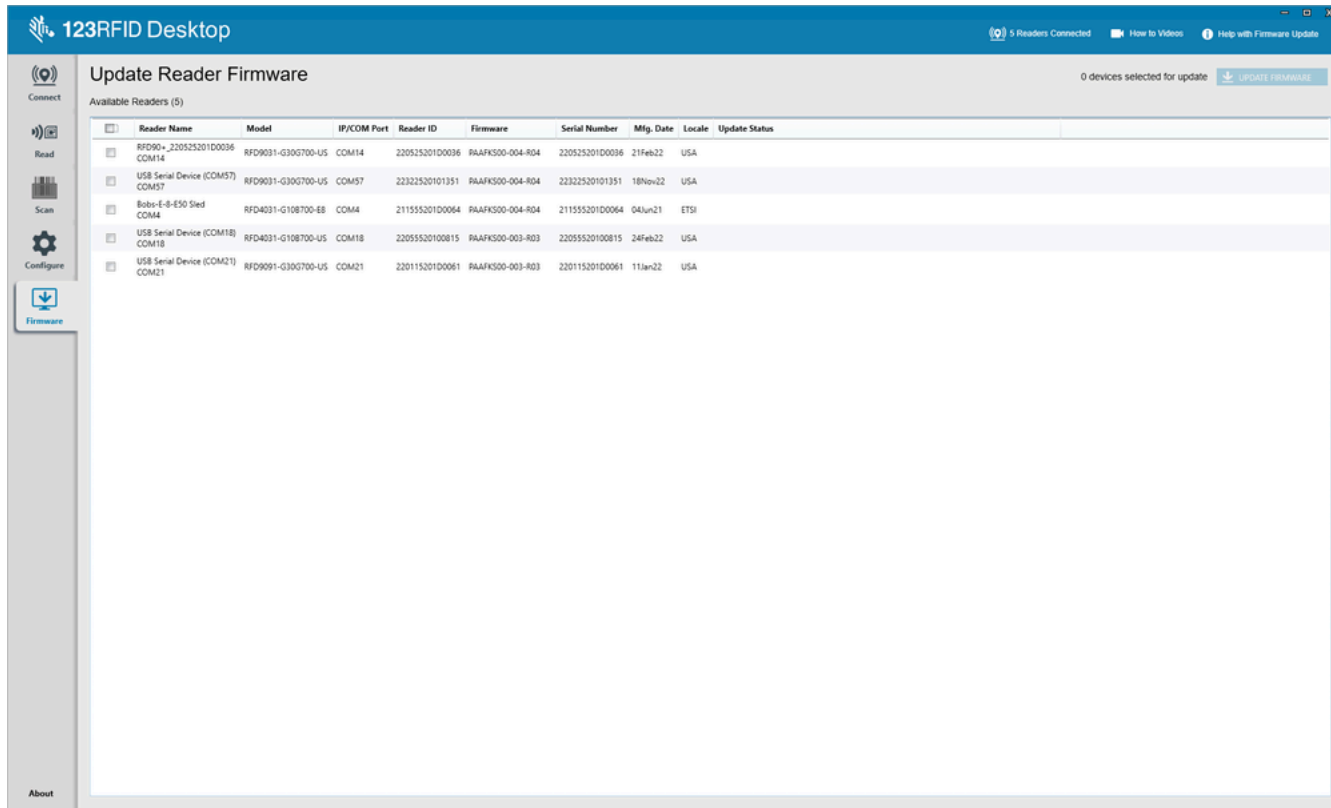 123RFID Desktop
5 Readers Connected How to Videos Help with Firmware Update
Connect
Read
Scan
Configure
Firmware
About
Update Reader Firmware
0 devices selected for update UPDATE FIRMWARE
Available Readers (5)
Reader Name Model IP/COM Port Reader ID Firmware Serial Number Mfg. Date Locale Update Status
RFD90+_220525201D0036
COM14 RFD9031-G30G700-US COM14 220525201D0036 PAAFKS00-004-R04 220525201D0036 21Feb22 USA
USB Serial Device (COM57)
COM57 RFD9031-G30G700-US COM57 22322520101351 PAAFKS00-004-R04 22322520101351 18Nov22 USA
Bobs-E-8-E50 Sled
COM4 RFD4031-G10B700-E8 COM4 211555201D0064 PAAFKS00-004-R04 211555201D0064 04Jun21 ETSI
USB Serial Device (COM18)
COM18 RFD4031-G10B700-US COM18 22055520100815 PAAFKS00-003-R03 22055520100815 24Feb22 USA
USB Serial Device (COM21)
COM21 RFD9091-G30G700-US COM21 220115201D0061 PAAFKS00-003-R03 220115201D0061 11Jan22 USA